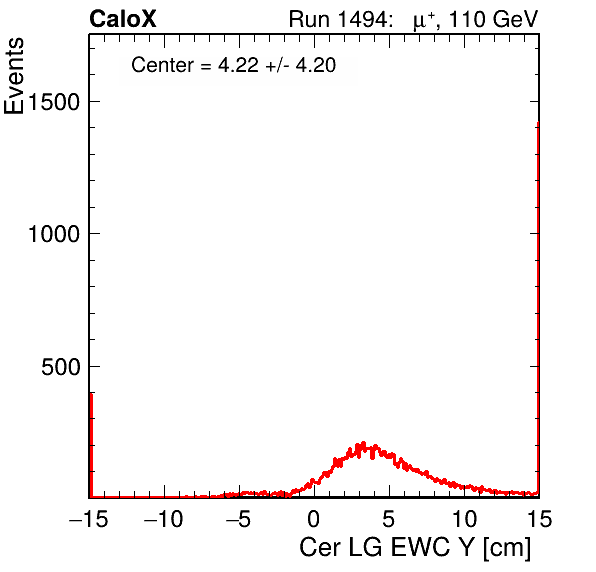 CaloX Run 1494: μ⁺, 110 GeV
Center = 4.22 +/- 4.20
Events
1500
1000
500
−15 −10 −5 0 5 10 15
Cer LG EWC Y [cm]